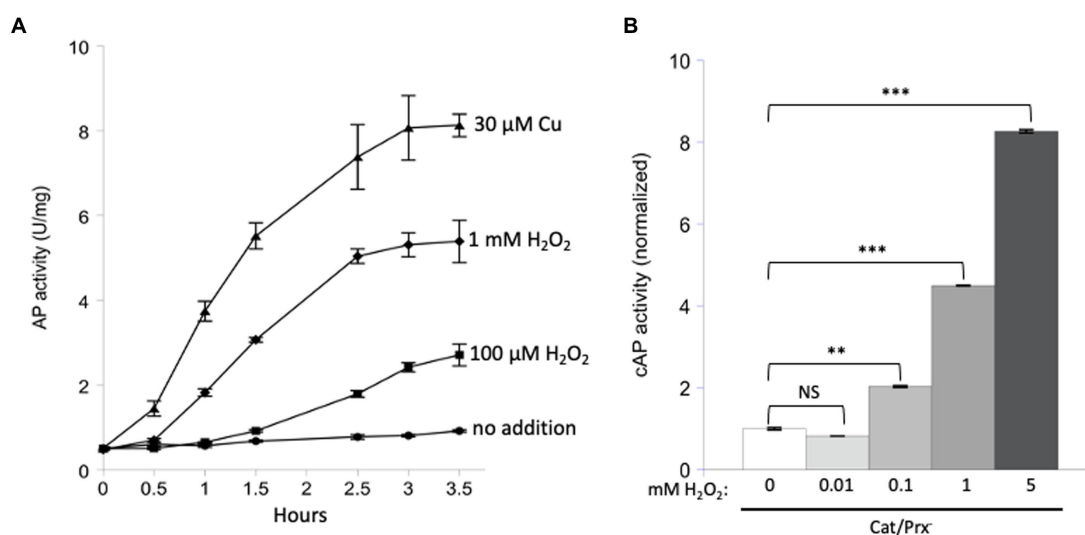 A
AP activity (U/mg)
10
8
6
4
2
0
0 0.5 1 1.5 2 2.5 3 3.5
Hours
30 μM Cu
1 mM H₂O₂
100 μM H₂O₂
no addition
B
cAP activity (normalized)
10
8
6
4
2
0
***
***
**
NS
mM H₂O₂: 0 0.01 0.1 1 5
Cat/Prx⁻